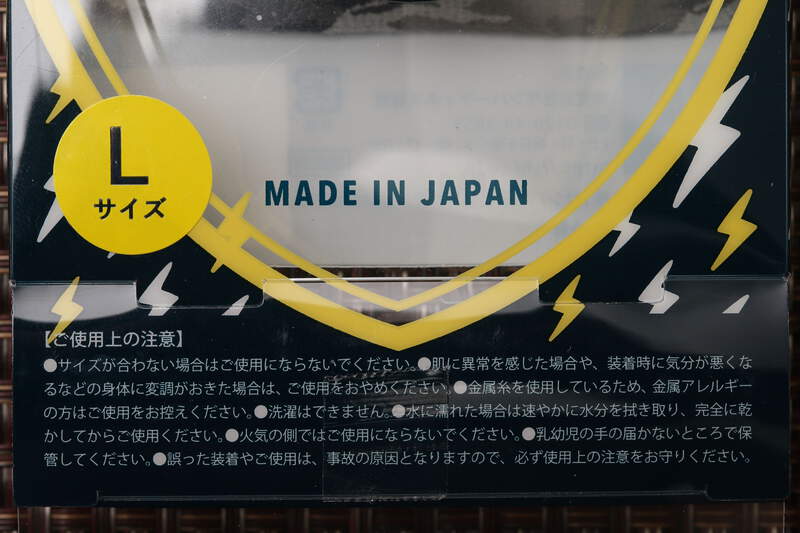 L
サイズ
MADE IN JAPAN
【ご使用上の注意】
●サイズが合わない場合はご使用にならないでください。●肌に異常を感じた場合や、装着時に気分が悪くな
るなどの身体に変調がおきた場合は、ご使用をおやめください。●金属糸を使用しているため、金属アレルギー
の方はご使用をお控えください。●洗濯はできません。●水に濡れた場合は速やかに水分を拭き取り、完全に乾
かしてからご使用ください。●火気の側ではご使用にならないでください。●乳幼児の手の届かないところで保
管してください。●誤った装着やご使用は、事故の原因となりますので、必ず使用上の注意をお守りください。